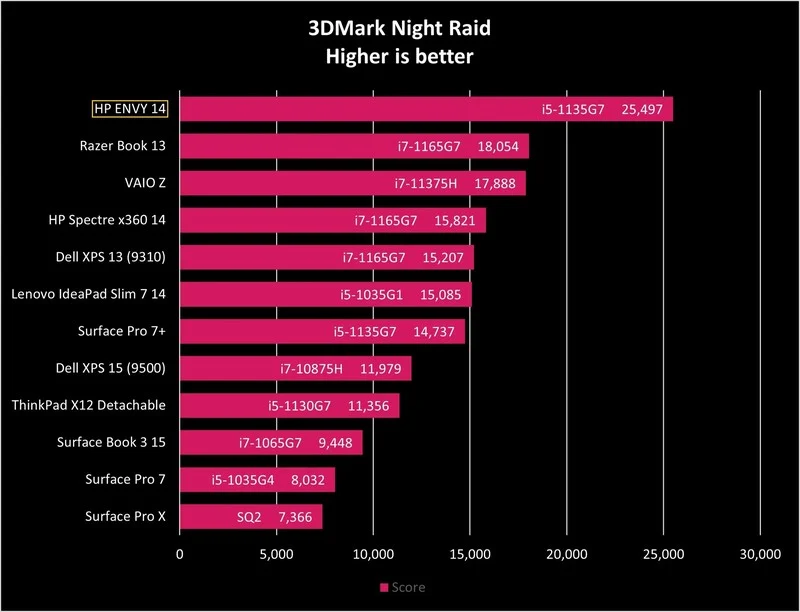 3DMark Night Raid
Higher is better
HP ENVY 14 i5-1135G7 25,497
Razer Book 13 i7-1165G7 18,054
VAIO Z i7-11375H 17,888
HP Spectre x360 14 i7-1165G7 15,821
Dell XPS 13 (9310) i7-1165G7 15,207
Lenovo IdeaPad Slim 7 14 i5-1035G1 15,085
Surface Pro 7+ i5-1135G7 14,737
Dell XPS 15 (9500) i7-10875H 11,979
ThinkPad X12 Detachable i5-1130G7 11,356
Surface Book 3 15 i7-1065G7 9,448
Surface Pro 7 i5-1035G4 8,032
Surface Pro X SQ2 7,366
0 5,000 10,000 15,000 20,000 25,000 30,000
Score